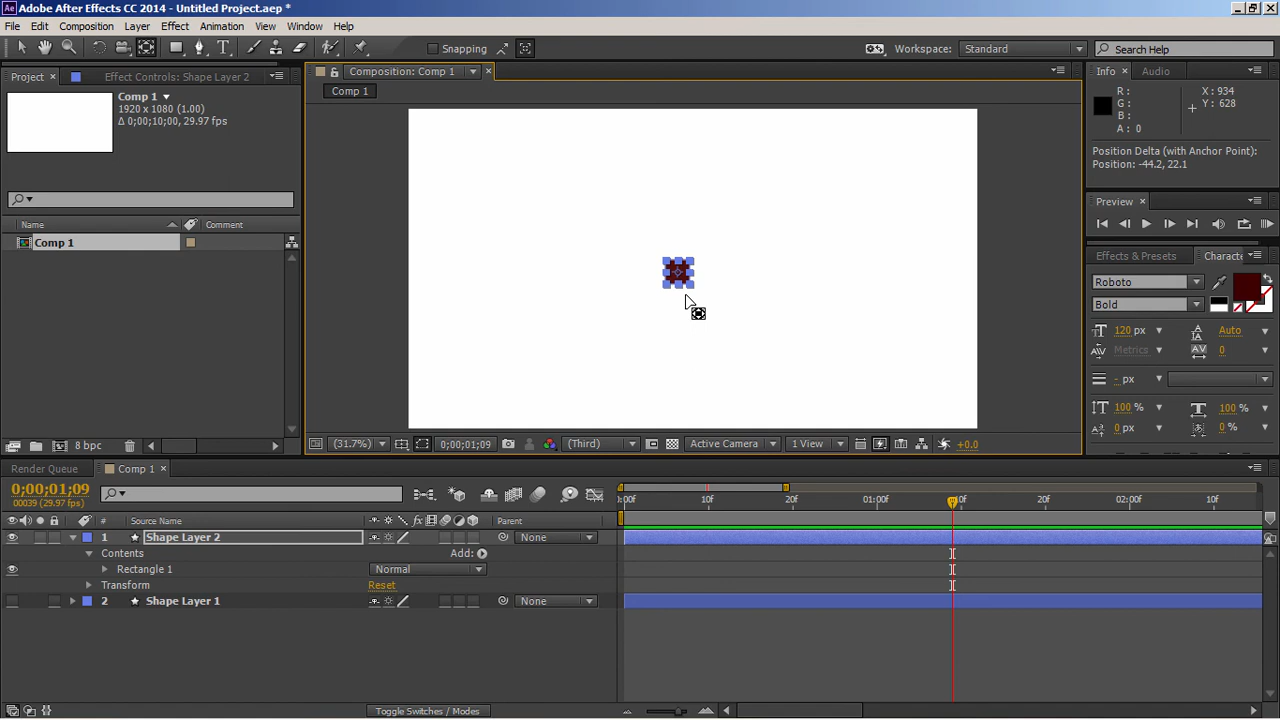 Adobe After Effects CC 2014 - Untitled Project.aep *
File Edit Composition Layer Effect Animation View Window Help
Snapping
Workspace: Standard
Search Help
Project Effect Controls: Shape Layer 2
Composition: Comp 1
Info Audio
Comp 1
1920 x 1080 (1.00)
Δ 0;00;10;00, 29.97 fps
Comp 1
R :
G :
B :
A : 0
X : 934
Y : 628
Position Delta (with Anchor Point):
Position: -44.2, 22.1
Preview
Name Comment
Comp 1
Effects & Presets Characte
Roboto
Bold
120 px Auto
Metrics 0
- px
100 % 100 %
0 px 0 %
8 bpc
(31.7%) 0;00;01;09 (Third) Active Camera 1 View +0.0
Render Queue Comp 1
0;00;01;09
00039 (29.97 fps)
0:00f 10f 20f 01:00f 10f 20f 02:00f 10f
# Source Name Parent
1 Shape Layer 2 None
Contents Add:
Rectangle 1 Normal
Transform Reset
2 Shape Layer 1 None
Toggle Switches / Modes